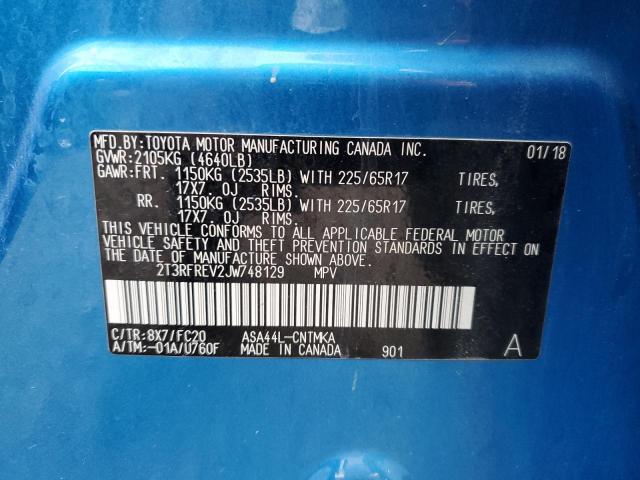 MFD.BY:TOYOTA MOTOR MANUFACTURING CANADA INC. 01/18
GVWR:2105KG (4640LB)
GAWR:FRT. 1150KG (2535LB) WITH 225/65R17 TIRES,
17X7.0J RIMS.
RR. 1150KG (2535LB) WITH 225/65R17 TIRES,
17X7.0J RIMS.
THIS VEHICLE CONFORMS TO ALL APPLICABLE FEDERAL MOTOR
VEHICLE SAFETY AND THEFT PREVENTION STANDARDS IN EFFECT ON
THE DATE OF MANUFACTURE SHOWN ABOVE.
2T3RFREV2JW748129 MPV
C/TR:8X7/FC20 ASA44L-CNTMKA
A/TM:-01A/U760F MADE IN CANADA 901 A